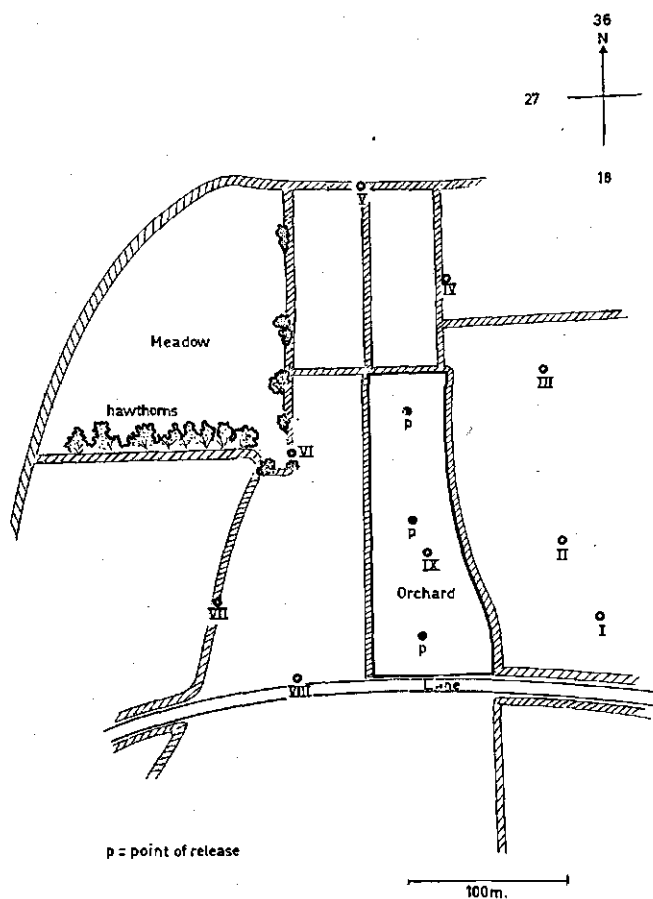 36
N
27
18
V
IV
Meadow
III
hawthorns
p
VI
p
II
IX
Orchard
VII
I
p
VIII
Lane
p = point of release
100m.